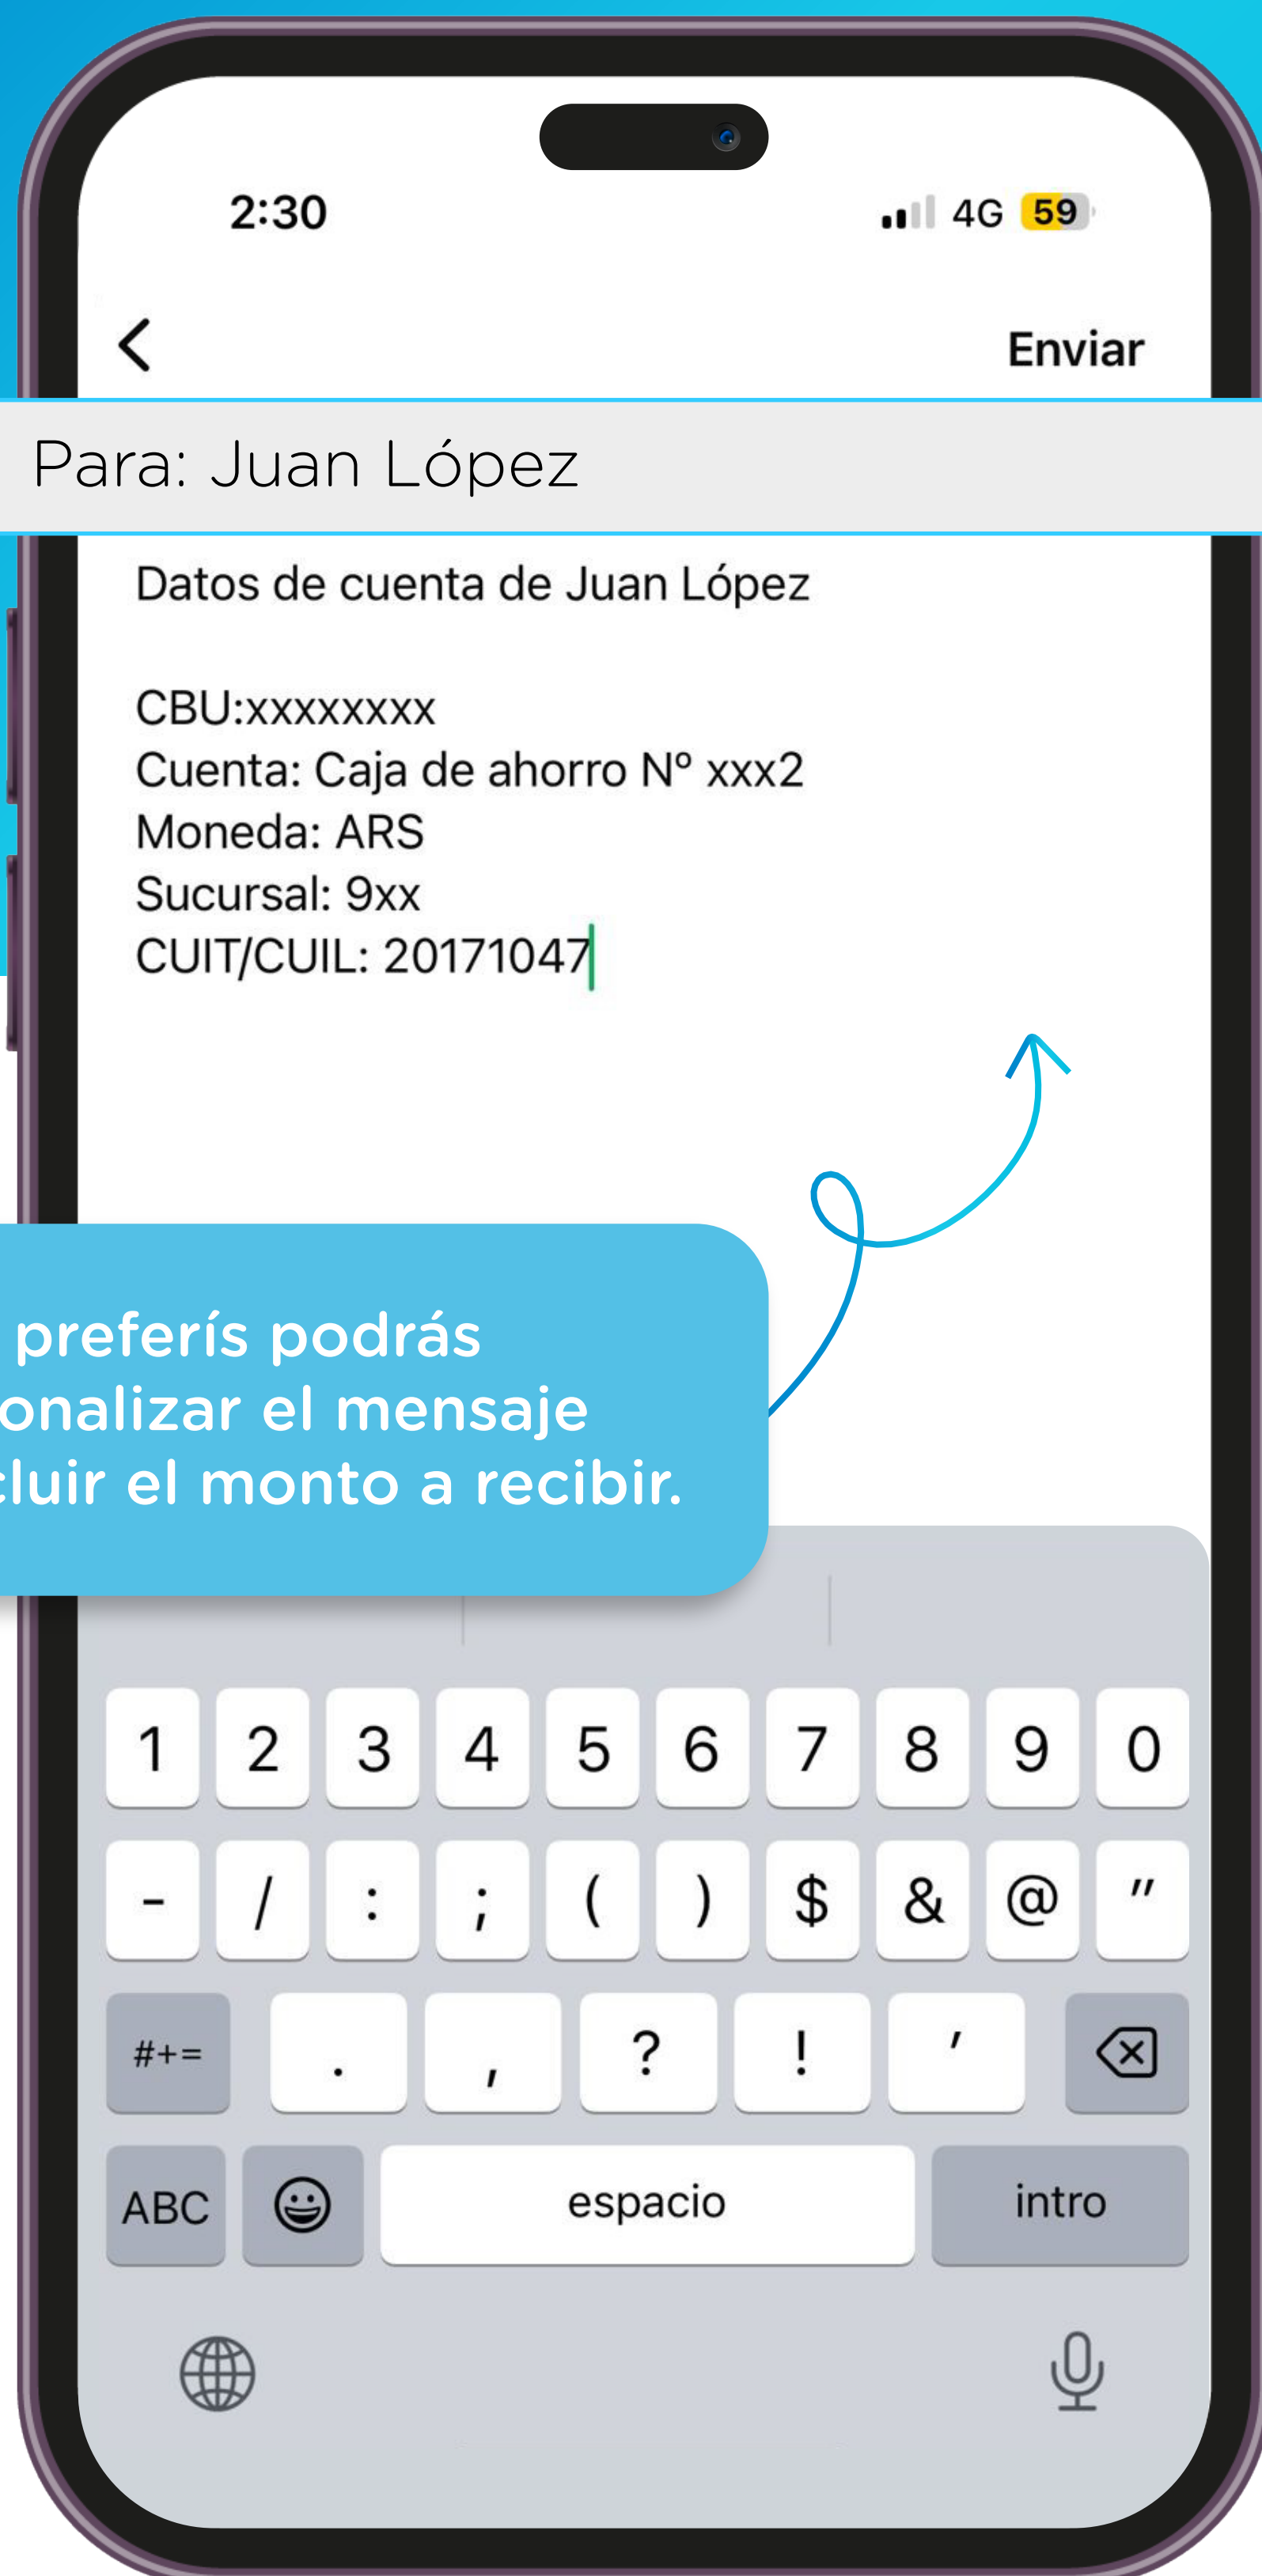 2:30
4G 59
Enviar
Para: Juan López
Datos de cuenta de Juan López
CBU:xxxxxxxx
Cuenta: Caja de ahorro Nº xxx2
Moneda: ARS
Sucursal: 9xx
CUIT/CUIL: 20171047
preferís podrás
onalizar el mensaje
cluir el monto a recibir.
1 2 3 4 5 6 7 8 9 0
- / : ; ( ) $ & @ "
#+= . , ? ! '
ABC espacio intro